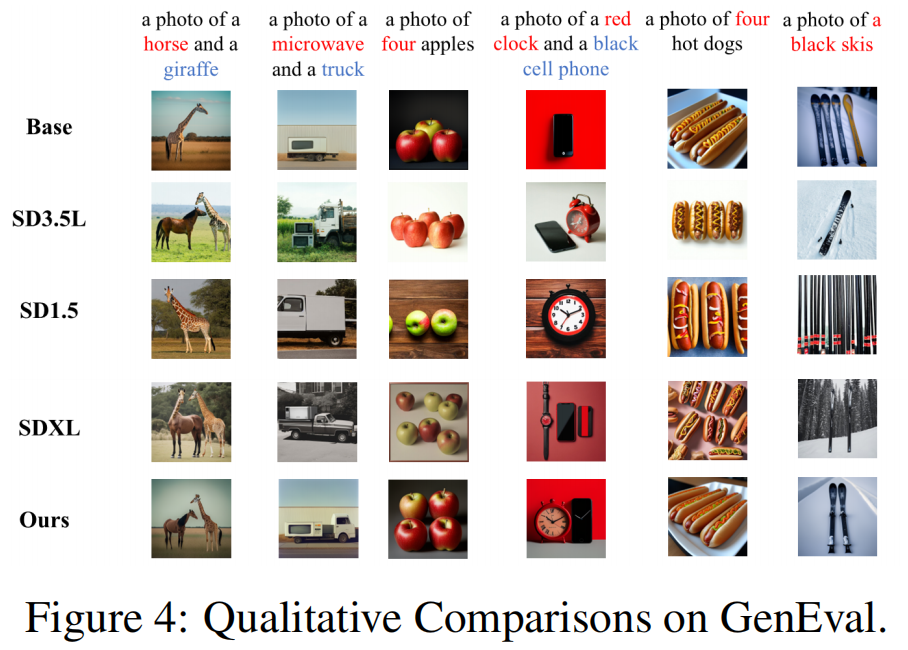 a photo of a
horse and a
giraffe
a photo of a
microwave
and a truck
a photo of
four apples
a photo of a red
clock and a black
cell phone
a photo of four
hot dogs
a photo of a
black skis
Base
SD3.5L
SD1.5
SDXL
Ours
Figure 4: Qualitative Comparisons on GenEval.